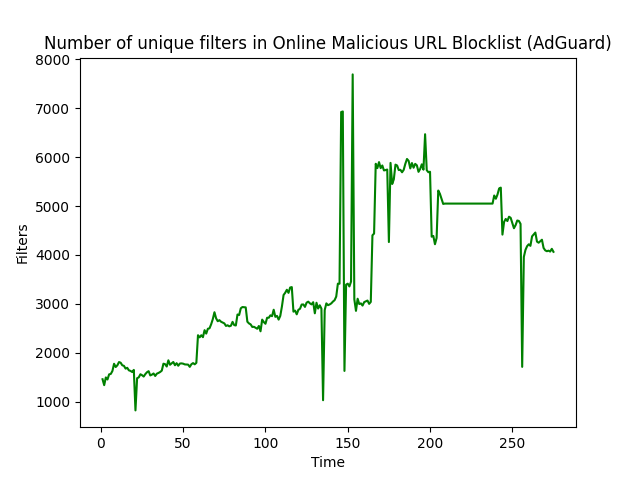 Number of unique filters in Online Malicious URL Blocklist (AdGuard)
8000
7000
6000
5000
4000
3000
2000
1000
Filters
0 50 100 150 200 250
Time